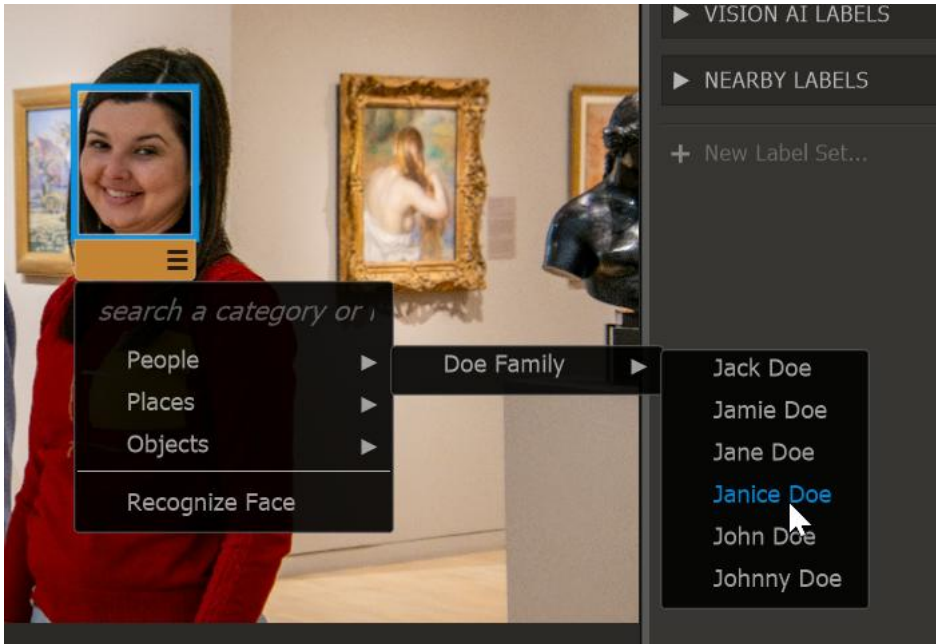 VISION AI LABELS
NEARBY LABELS
+ New Label Set...
search a category or
People
Places
Objects
Recognize Face
Doe Family
Jack Doe
Jamie Doe
Jane Doe
Janice Doe
John Doe
Johnny Doe